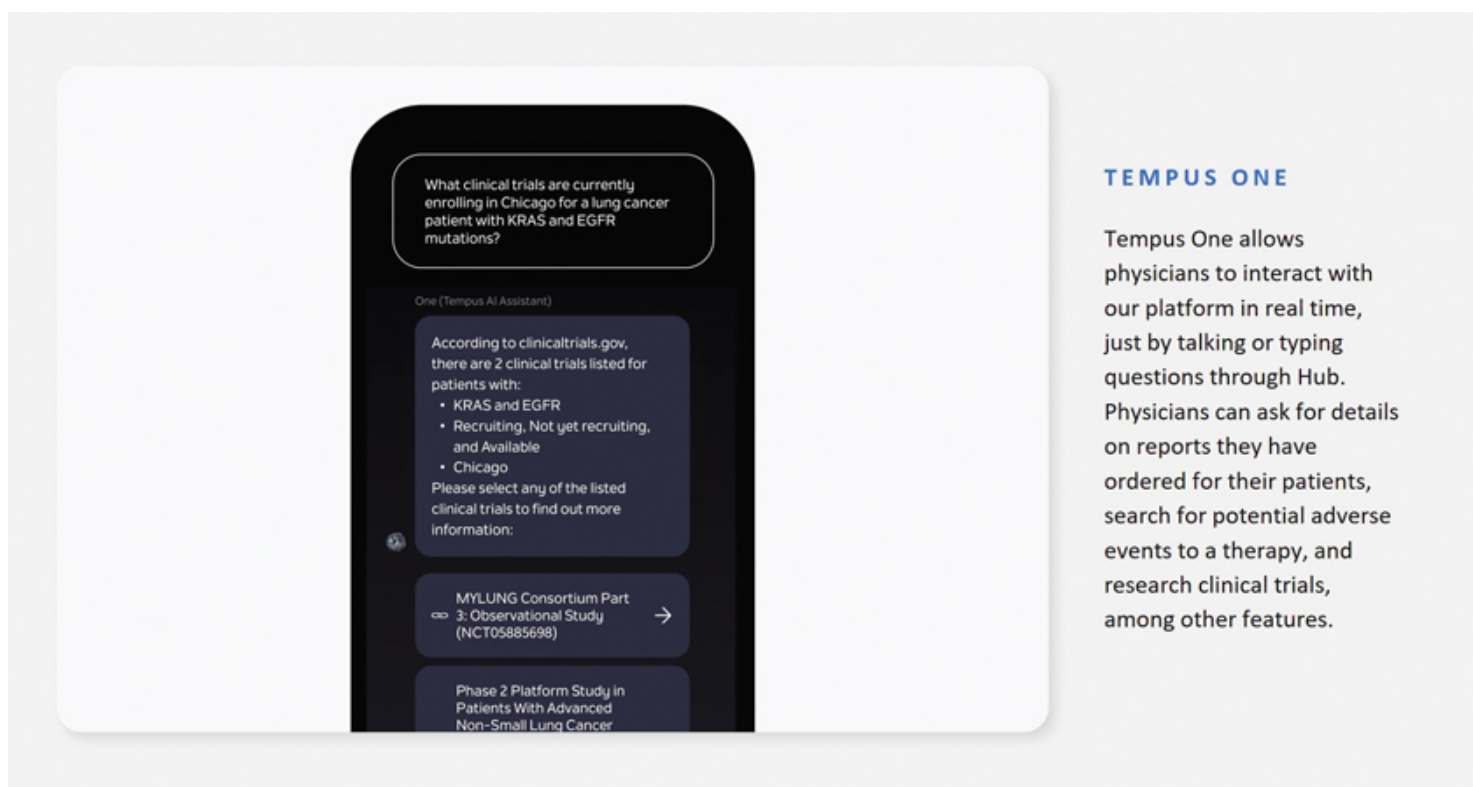 What clinical trials are currently
enrolling in Chicago for a lung cancer
patient with KRAS and EGFR
mutations?
One (Tempus AI Assistant)
According to clinicaltrials.gov,
there are 2 clinical trials listed for
patients with:
• KRAS and EGFR
• Recruiting, Not yet recruiting,
and Available
• Chicago
Please select any of the listed
clinical trials to find out more
information:
MYLUNG Consortium Part
3: Observational Study
(NCT05885698)
Phase 2 Platform Study in
Patients With Advanced
Non-Small Lung Cancer
TEMPUS ONE
Tempus One allows
physicians to interact with
our platform in real time,
just by talking or typing
questions through Hub.
Physicians can ask for details
on reports they have
ordered for their patients,
search for potential adverse
events to a therapy, and
research clinical trials,
among other features.